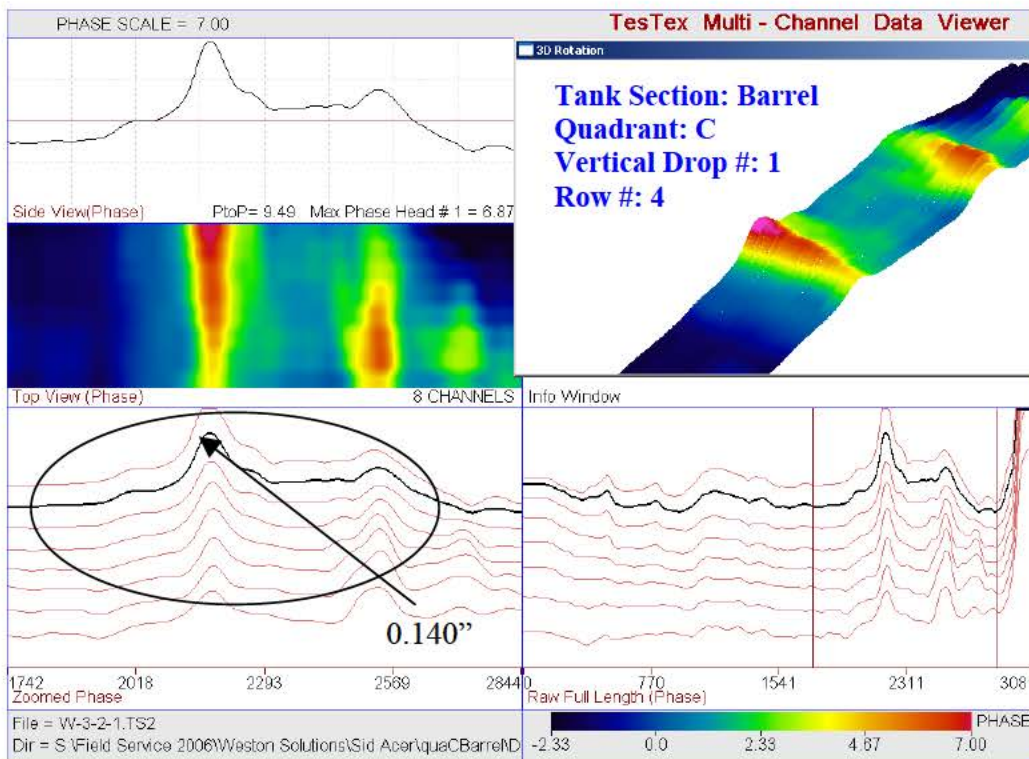 PHASE SCALE = 7.00
TesTex Multi - Channel Data Viewer
3D Rotation
Tank Section: Barrel
Quadrant: C
Vertical Drop #: 1
Row #: 4
Side View(Phase) PtoP= 9.49 Max Phase Head # 1 = 6.87
Top View (Phase) 8 CHANNELS
Info Window
0.140”
1742 2018 2293 2569 2844
Zoomed Phase
0 770 1541 2311 308
Raw Full Length (Phase)
File = W-3-2-1.TS2
Dir = S:\Field Service 2006\Weston Solutions\Sid Acer\quaCBarrel\D
PHASE
-2.33 0.0 2.33 4.67 7.00